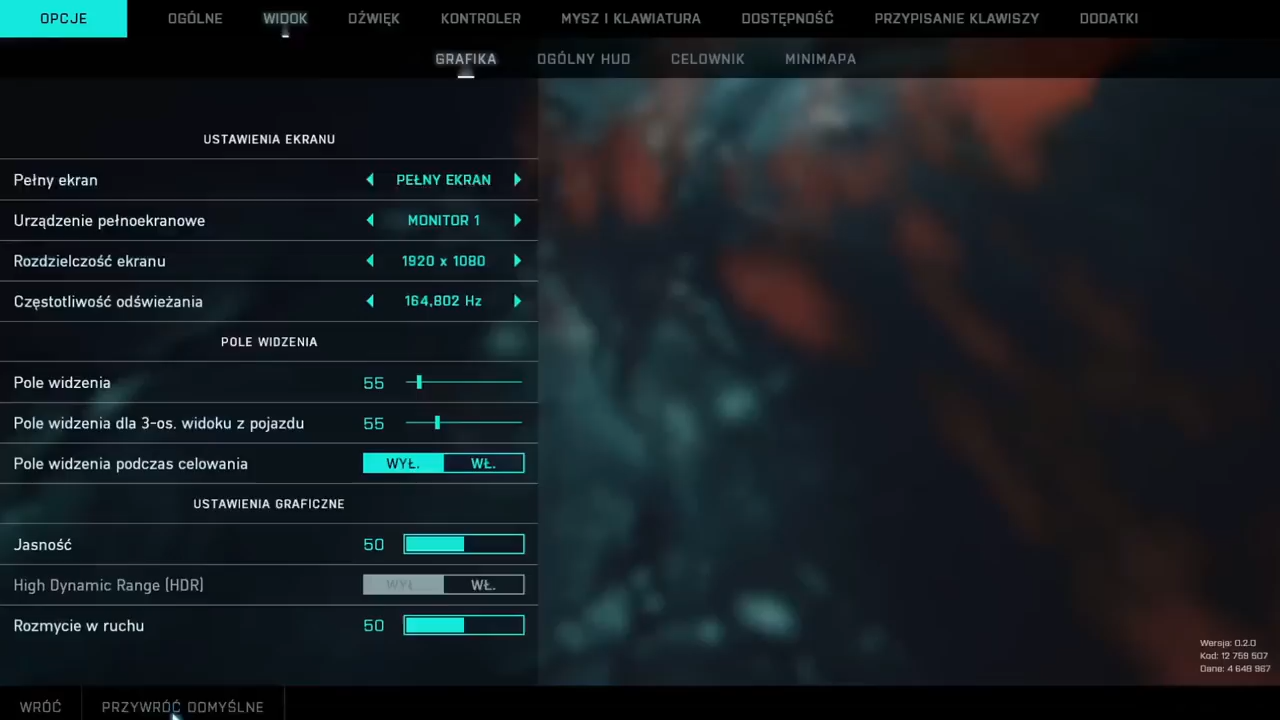 OPCJE
OGÓLNE
WIDOK
DŹWIĘK
KONTROLER
MYSZ I KLAWIATURA
DOSTĘPNOŚĆ
PRZYPISANIE KLAWISZY
DODATKI
GRAFIKA
OGÓLNY HUD
CELOWNIK
MINIMAPA
USTAWIENIA EKRANU
Pełny ekran PEŁNY EKRAN
Urządzenie pełnoekranowe MONITOR 1
Rozdzielczość ekranu 1920 x 1080
Częstotliwość odświeżania 164,802 Hz
POLE WIDZENIA
Pole widzenia 55
Pole widzenia dla 3-os. widoku z pojazdu 55
Pole widzenia podczas celowania WYŁ. WŁ.
USTAWIENIA GRAFICZNE
Jasność 50
High Dynamic Range (HDR) WYŁ. WŁ.
Rozmycie w ruchu 50
Wersja: 0.2.0
Kod: 12 759 507
Dane: 4 649 967
WRÓĆ
PRZYWRÓĆ DOMYŚLNE